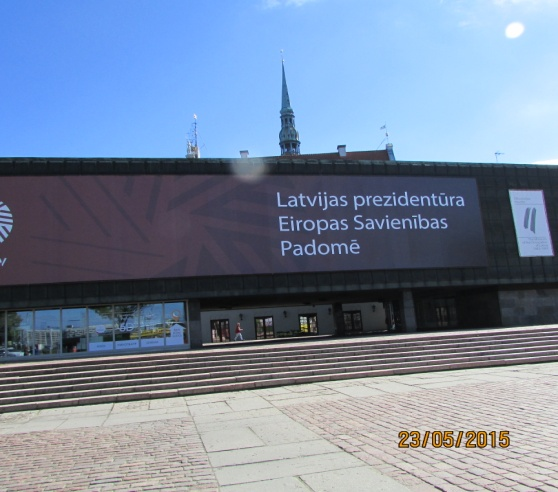 Latvijas prezidentūra
Eiropas Savienības
Padomē
23/05/2015